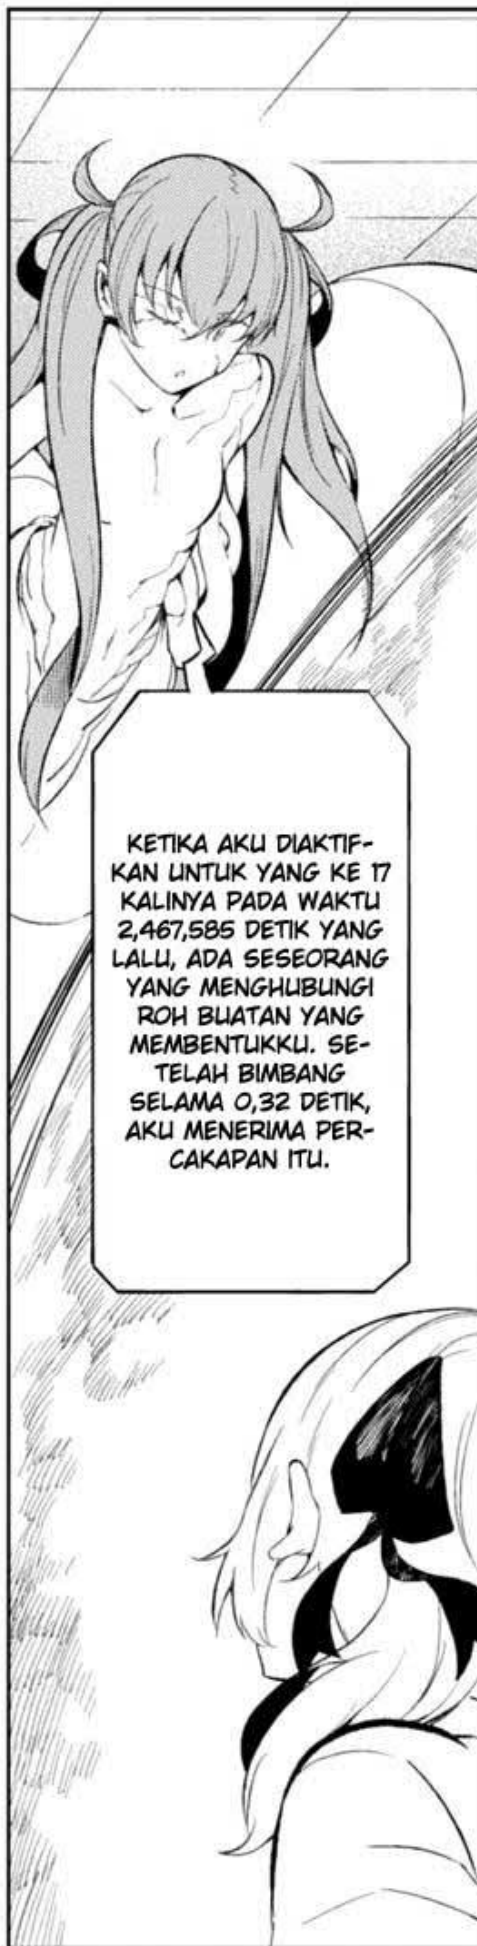 KETIKA AKU DIAKTIF-
KAN UNTUK YANG KE 17
KALINYA PADA WAKTU
2,467,585 DETIK YANG
LALU, ADA SESEORANG
YANG MENGHUBUNGI
ROH BUATAN YANG
MEMBENTUKKU. SE-
TELAH BIMBANG
SELAMA 0,32 DETIK,
AKU MENERIMA PER-
CAKAPAN ITU.